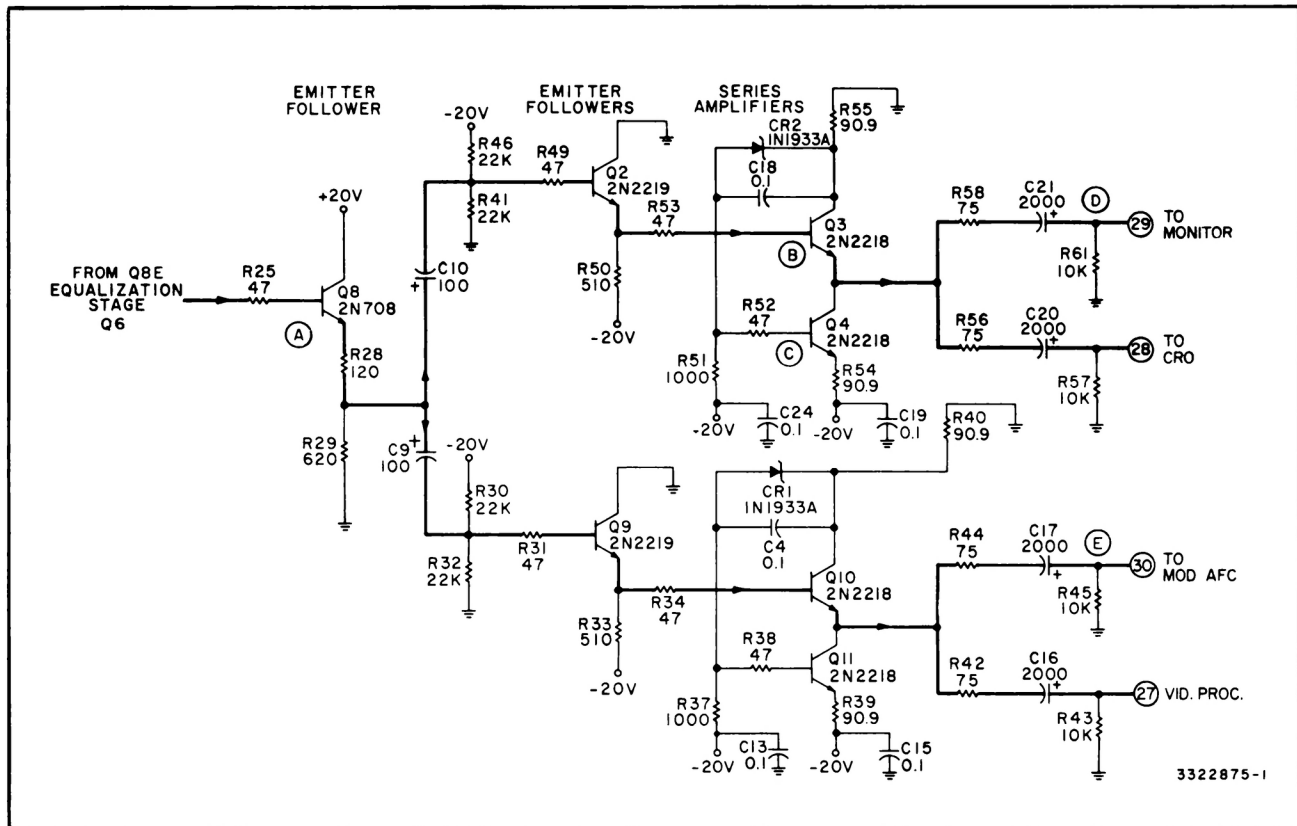 EMITTER
FOLLOWER
EMITTER
FOLLOWERS
SERIES
AMPLIFIERS
-20V
R46
22K
R41
22K
R49
47
Q2
2N2219
R53
47
R50
510
-20V
CR2
1N1933A
C18
0.1
R55
90.9
Q3
2N2218
B
R52
47
Q4
2N2218
C
R51
1000
R54
90.9
-20V
C24
0.1
-20V
C19
0.1
R58
75
C21
2000
+
D
29
TO
MONITOR
R61
10K
R56
75
C20
2000
+
28
TO
CRO
R57
10K
+20V
FROM Q8E
EQUALIZATION
STAGE
Q6
R25
47
Q8
2N708
A
R28
120
R29
620
C10
100
+
C9
100
+
-20V
R30
22K
R32
22K
R31
47
Q9
2N2219
R34
47
R33
510
-20V
CR1
1N1933A
C4
0.1
R40
90.9
Q10
2N2218
R38
47
Q11
2N2218
R37
1000
R39
90.9
-20V
C13
0.1
-20V
C15
0.1
R44
75
C17
2000
+
E
30
TO
MOD AFC
R45
10K
R42
75
C16
2000
+
27
VID. PROC.
R43
10K
3322875-1